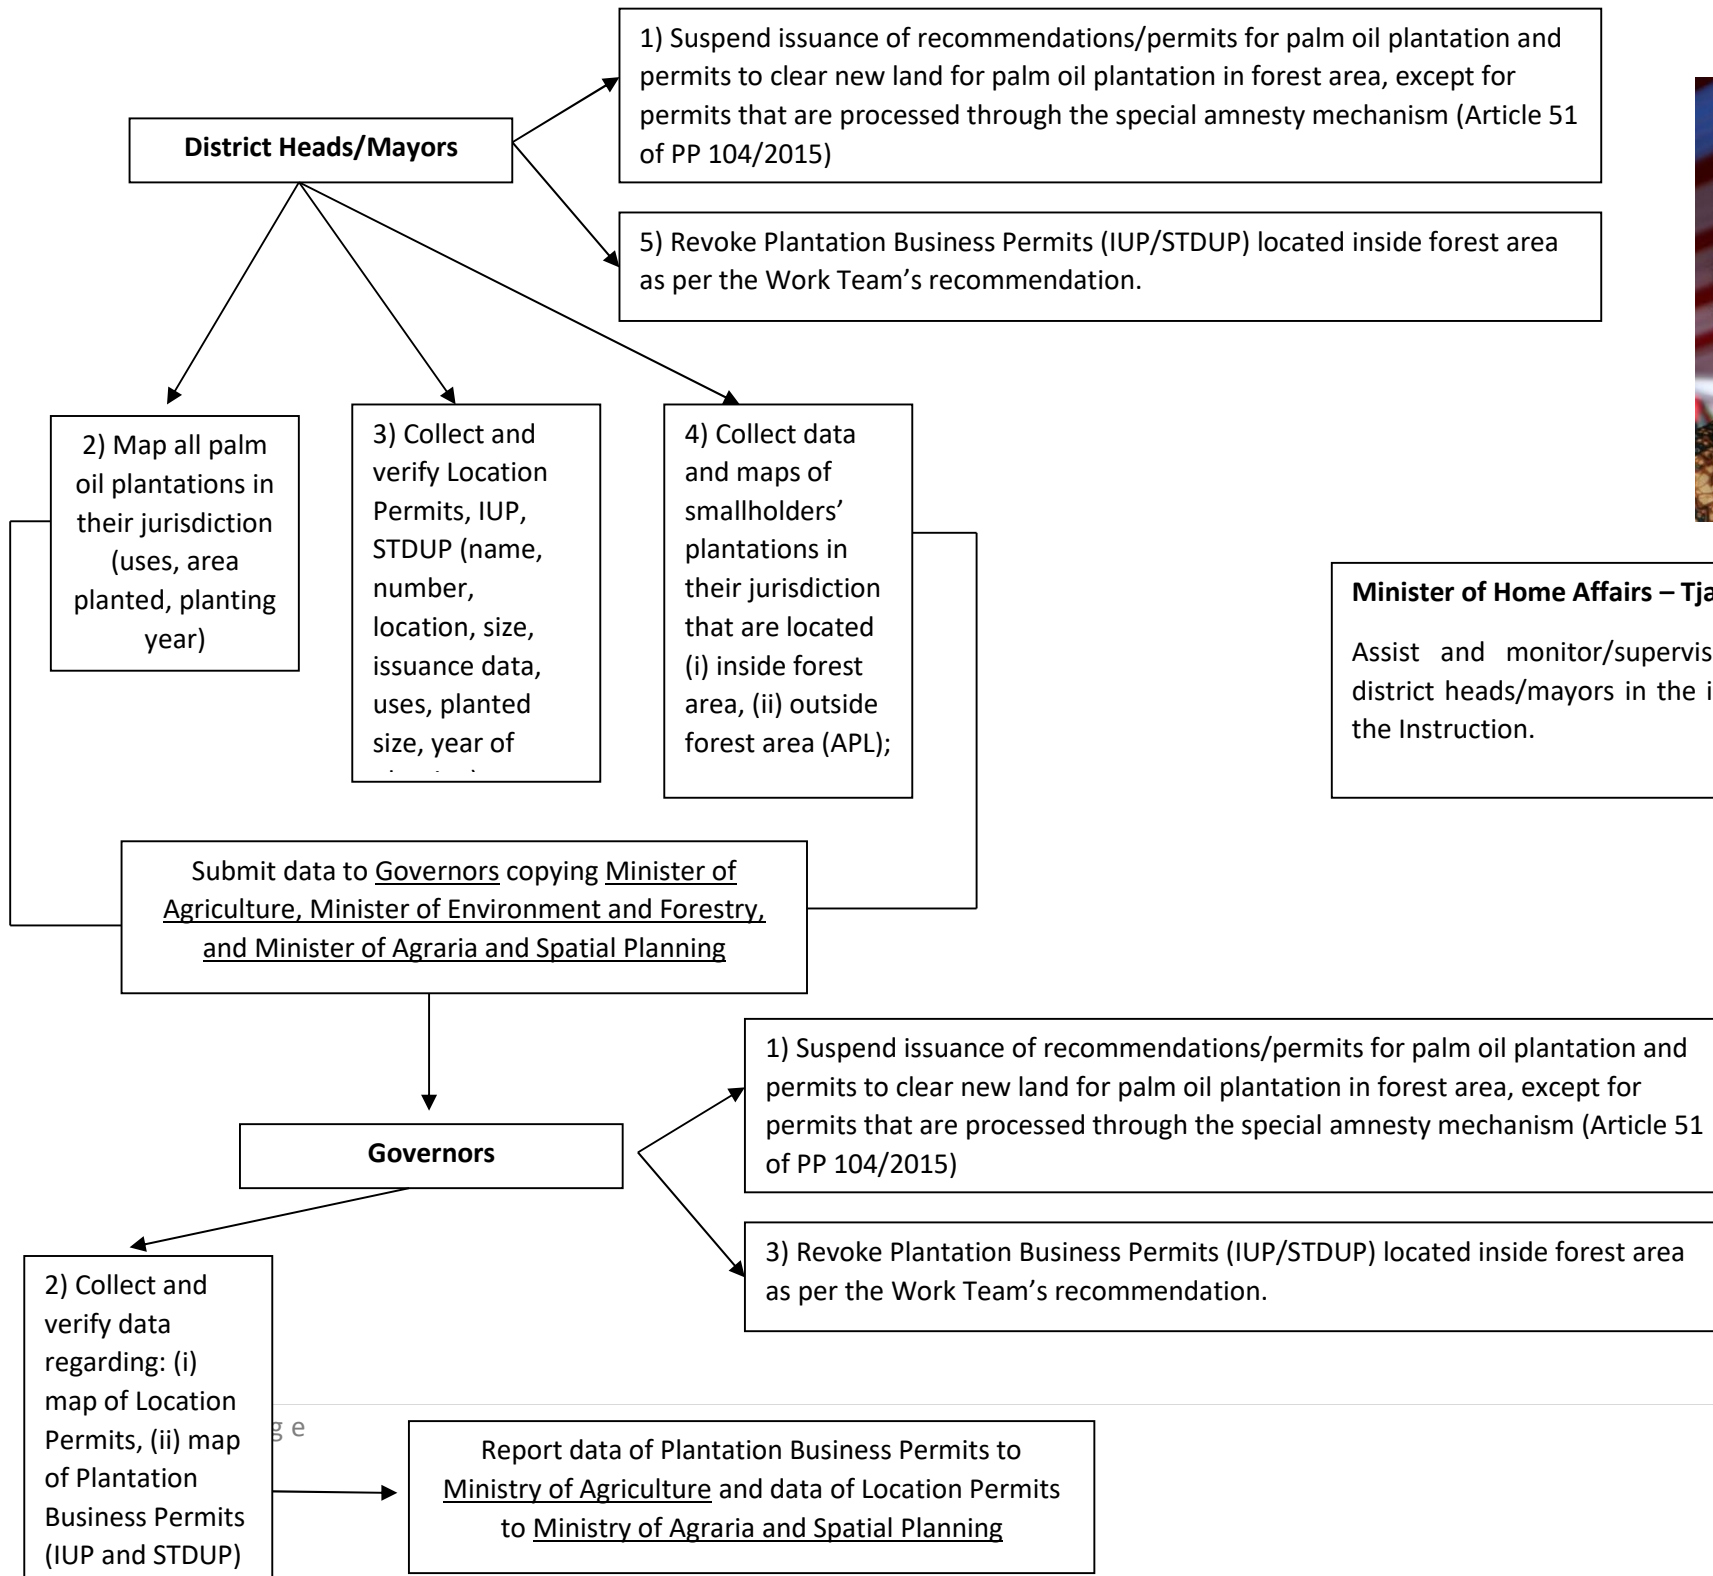 1) Suspend issuance of recommendations/permits for palm oil plantation and
permits to clear new land for palm oil plantation in forest area, except for
permits that are processed through the special amnesty mechanism (Article 51
of PP 104/2015)
District Heads/Mayors
5) Revoke Plantation Business Permits (IUP/STDUP) located inside forest area
as per the Work Team’s recommendation.
2) Map all palm
oil plantations in
their jurisdiction
(uses, area
planted, planting
year)
3) Collect and
verify Location
Permits, IUP,
STDUP (name,
number,
location, size,
issuance data,
uses, planted
size, year of
4) Collect data
and maps of
smallholders’
plantations in
their jurisdiction
that are located
(i) inside forest
area, (ii) outside
forest area (APL);
Minister of Home Affairs – Tja
Assist and monitor/supervis
district heads/mayors in the i
the Instruction.
Submit data to Governors copying Minister of
Agriculture, Minister of Environment and Forestry,
and Minister of Agraria and Spatial Planning
1) Suspend issuance of recommendations/permits for palm oil plantation and
permits to clear new land for palm oil plantation in forest area, except for
permits that are processed through the special amnesty mechanism (Article 51
of PP 104/2015)
Governors
3) Revoke Plantation Business Permits (IUP/STDUP) located inside forest area
as per the Work Team’s recommendation.
2) Collect and
verify data
regarding: (i)
map of Location
Permits, (ii) map
of Plantation
Business Permits
(IUP and STDUP)
g e
Report data of Plantation Business Permits to
Ministry of Agriculture and data of Location Permits
to Ministry of Agraria and Spatial Planning